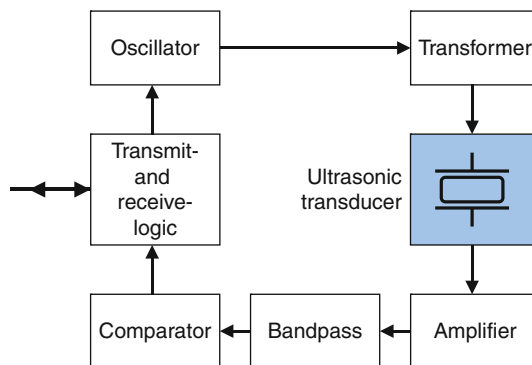 Oscillator
Transformer
Transmit-
and
receive-
logic
Ultrasonic
transducer
Comparator
Bandpass
Amplifier